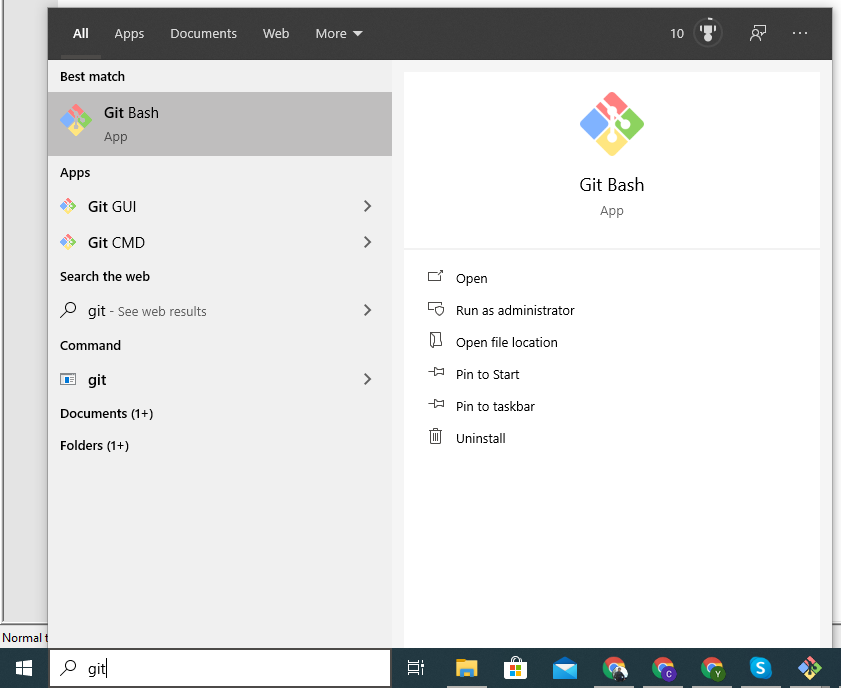 All Apps Documents Web More 10
Best match
Git Bash
App
Apps
Git GUI
Git CMD
Search the web
git - See web results
Command
git
Documents (1+)
Folders (1+)
Git Bash
App
Open
Run as administrator
Open file location
Pin to Start
Pin to taskbar
Uninstall
Normal t
git
C
Y
S